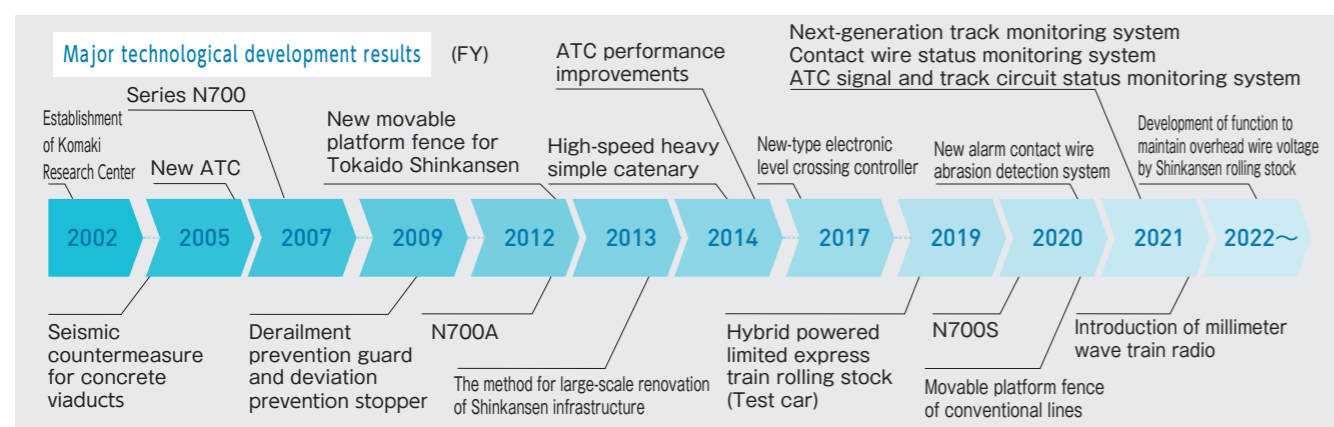 Major technological development results
(FY)
Establishment
of Komaki
Research Center
Series N700
New ATC
New movable
platform fence for
Tokaido Shinkansen
ATC performance
improvements
High-speed heavy
simple catenary
New-type electronic
level crossing controller
Next-generation track monitoring system
Contact wire status monitoring system
ATC signal and track circuit status monitoring system
New alarm contact wire
abrasion detection system
Development of function to
maintain overhead wire voltage
by Shinkansen rolling stock
2002
2005
2007
2009
2012
2013
2014
2017
2019
2020
2021
2022～
Seismic
countermeasure
for concrete
viaducts
Derailment
prevention guard
and deviation
prevention stopper
N700A
The method for large-scale renovation
of Shinkansen infrastructure
Hybrid powered
limited express
train rolling stock
(Test car)
N700S
Movable platform fence
of conventional lines
Introduction of millimeter
wave train radio